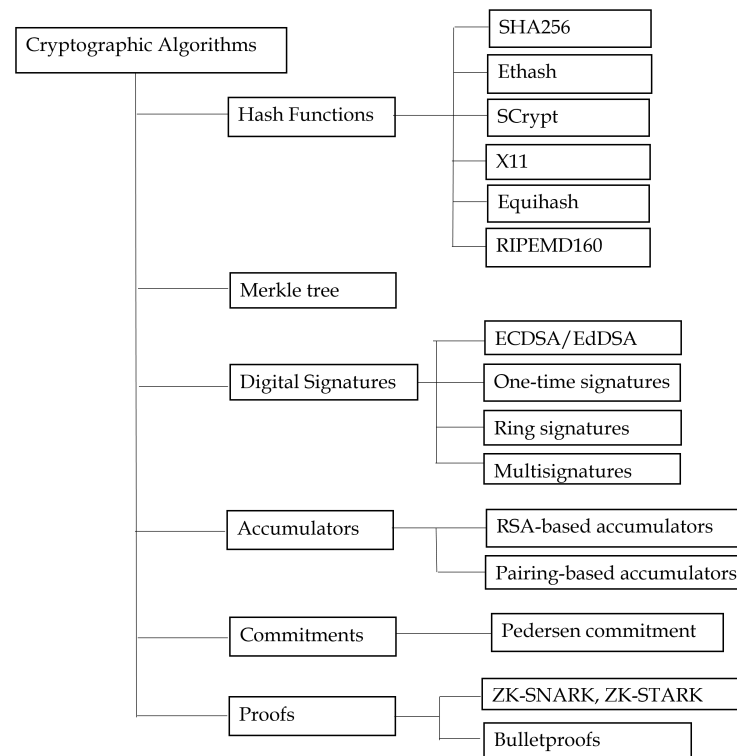 Cryptographic Algorithms
Hash Functions
SHA256
Ethash
SCrypt
X11
Equihash
RIPEMD160
Merkle tree
Digital Signatures
ECDSA/EdDSA
One-time signatures
Ring signatures
Multisignatures
Accumulators
RSA-based accumulators
Pairing-based accumulators
Commitments
Pedersen commitment
Proofs
ZK-SNARK, ZK-STARK
Bulletproofs